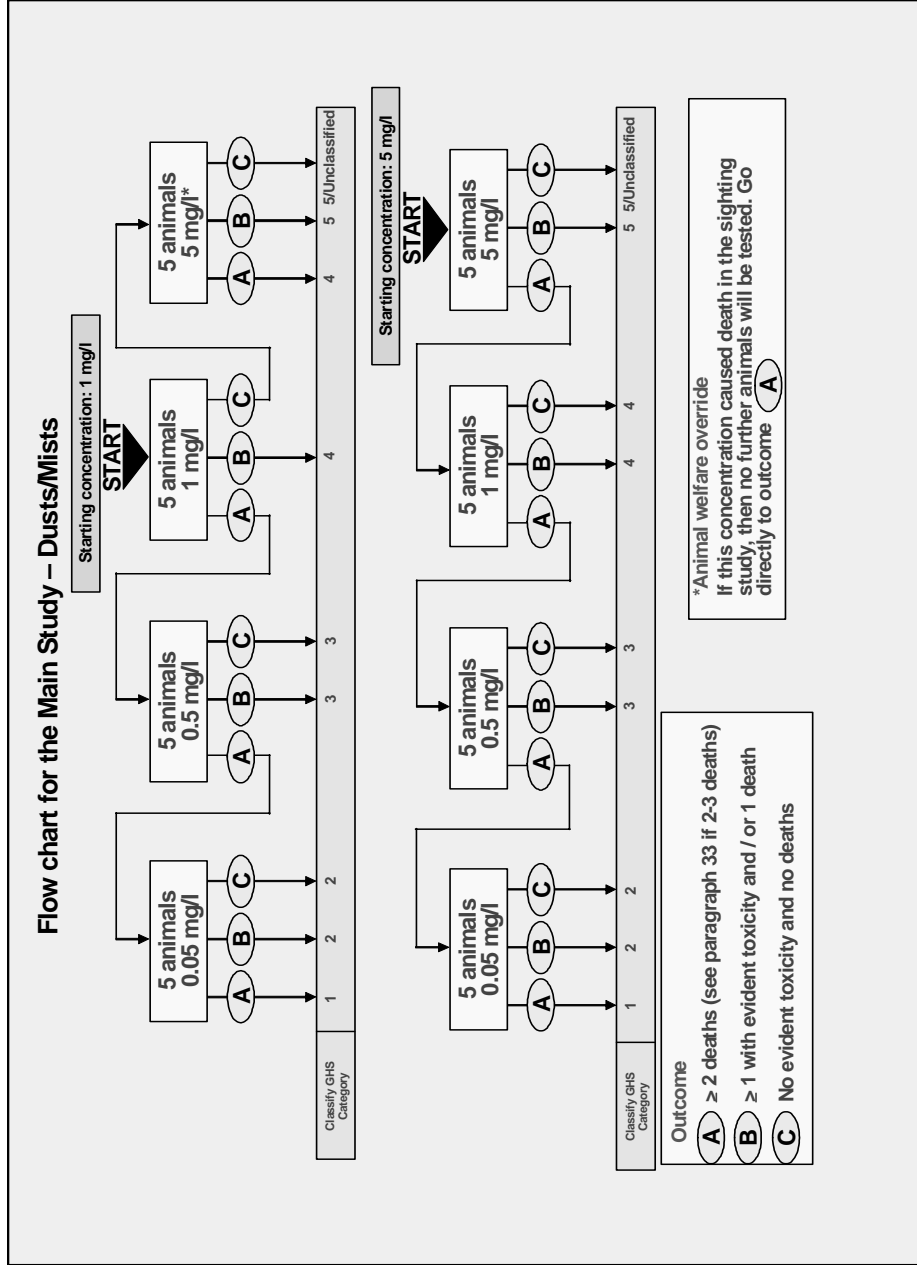 Flow chart for the Main Study – Dusts/Mists
Starting concentration: 1 mg/l
START
5 animals
0.05 mg/l
5 animals
0.5 mg/l
5 animals
1 mg/l
5 animals
5 mg/l*
A B C
A B C
A B C
A B C
Classify GHS
Category
1 2 2 3 3 4 4 5 5/Unclassified
Starting concentration: 5 mg/l
START
5 animals
0.05 mg/l
5 animals
0.5 mg/l
5 animals
1 mg/l
5 animals
5 mg/l
A B C
A B C
A B C
A B C
Classify GHS
Category
1 2 2 3 3 4 4 5 5/Unclassified
Outcome
A ≥ 2 deaths (see paragraph 33 if 2-3 deaths)
B ≥ 1 with evident toxicity and / or 1 death
C No evident toxicity and no deaths
*Animal welfare override
If this concentration caused death in the sighting
study, then no further animals will be tested. Go
directly to outcome A